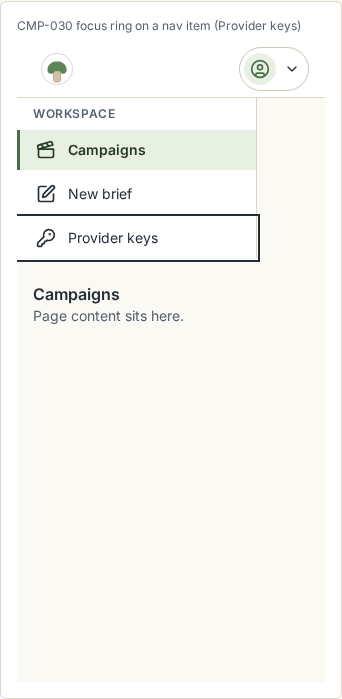 CMP-030 focus ring on a nav item (Provider keys)
WORKSPACE
Campaigns
New brief
Provider keys
Campaigns
Page content sits here.